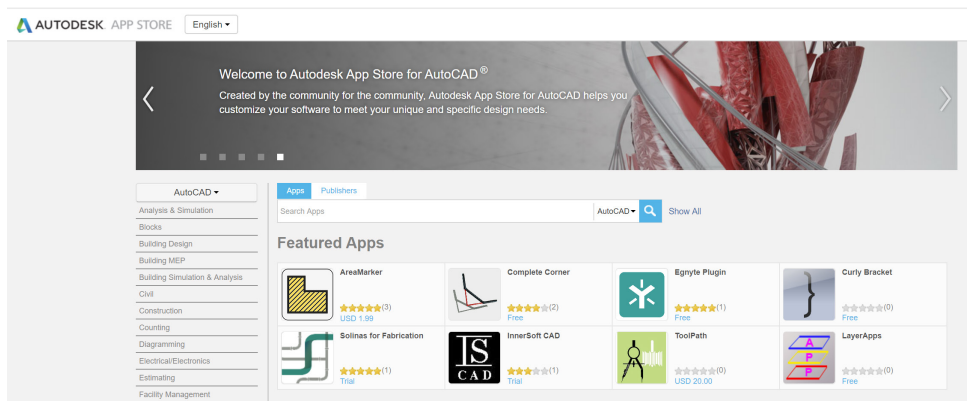 AUTODESK. APP STORE English
Welcome to Autodesk App Store for AutoCAD®
Created by the community for the community, Autodesk App Store for AutoCAD helps you
customize your software to meet your unique and specific design needs.
AutoCAD
Analysis & Simulation
Blocks
Building Design
Building MEP
Building Simulation & Analysis
Civil
Construction
Counting
Diagramming
Electrical/Electronics
Estimating
Facility Management
Apps Publishers
Search Apps AutoCAD Show All
Featured Apps
AreaMarker
(3)
USD 1.99
Complete Corner
(2)
Free
Egnyte Plugin
(1)
Free
Curly Bracket
(0)
Free
Solinas for Fabrication
(1)
Trial
IS
CAD
InnerSoft CAD
(1)
Trial
ToolPath
(0)
USD 20.00
A
P
P
LayerApps
(0)
Free